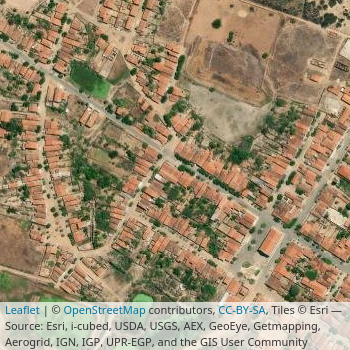 Leaflet | © OpenStreetMap contributors, CC-BY-SA, Tiles © Esri —
Source: Esri, i-cubed, USDA, USGS, AEX, GeoEye, Getmapping,
Aerogrid, IGN, IGP, UPR-EGP, and the GIS User Community